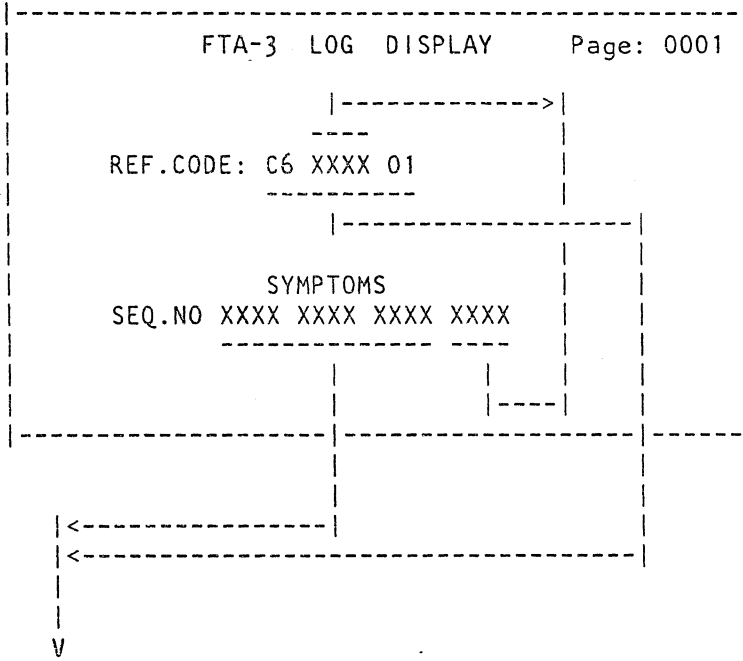 FTA-3 LOG DISPLAY Page: 0001
REF.CODE: C6 XXXX 01
SYMPTOMS
SEQ.NO XXXX XXXX XXXX XXXX
V